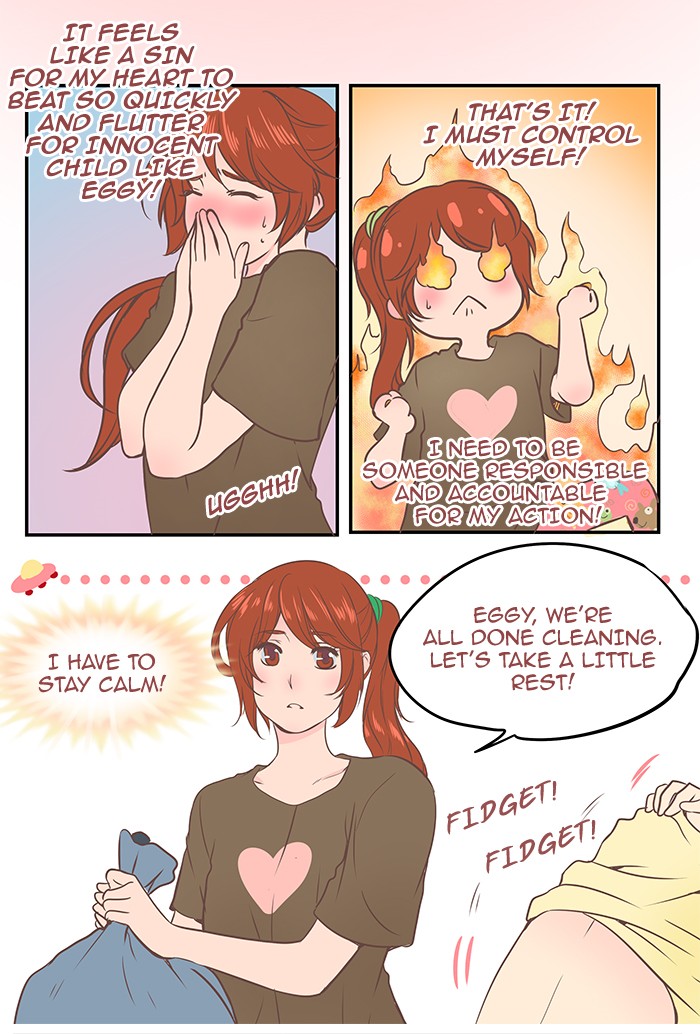 IT FEELS
LIKE A SIN
FOR MY HEART TO
BEAT SO QUICKLY
AND FLUTTER
FOR INNOCENT
CHILD LIKE
EGGY!
UGGHH!
THAT'S IT!
I MUST CONTROL
MYSELF!
I NEED TO BE
SOMEONE RESPONSIBLE
AND ACCOUNTABLE
FOR MY ACTION!
I HAVE TO
STAY CALM!
EGGY, WE'RE
ALL DONE CLEANING.
LET'S TAKE A LITTLE
REST!
FIDGET!
FIDGET!